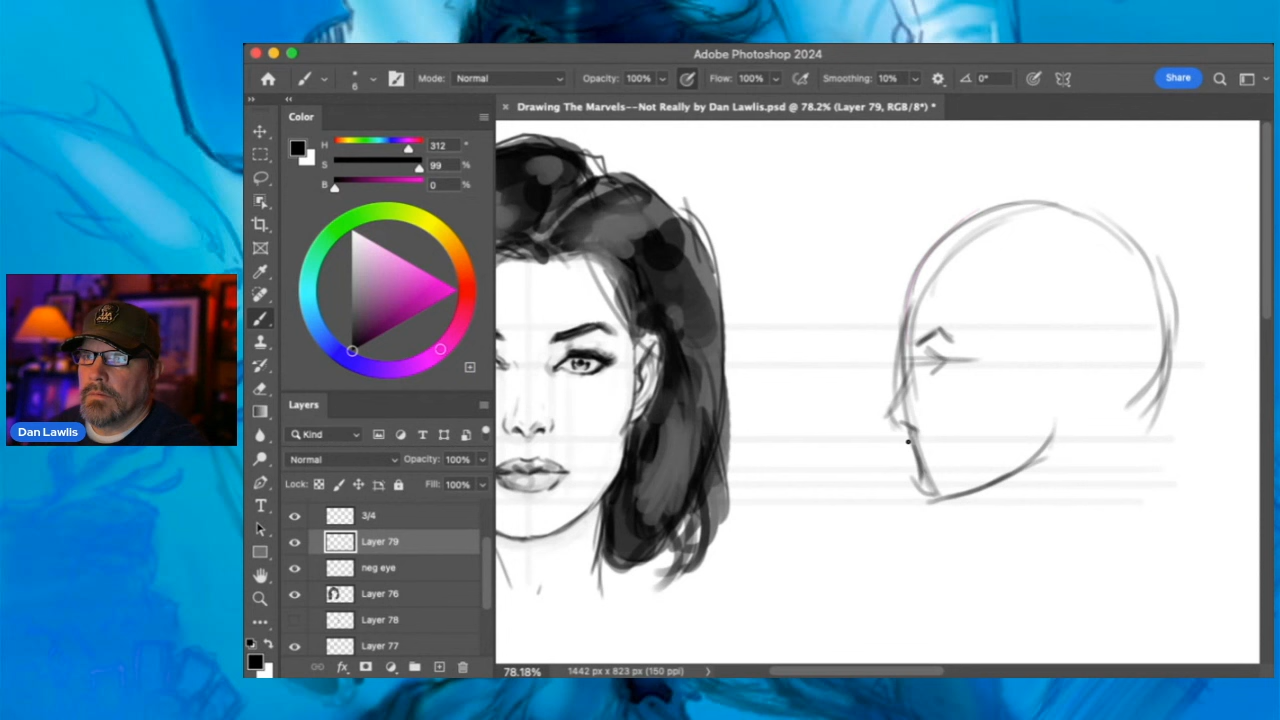 Adobe Photoshop 2024
6
Mode: Normal
Opacity: 100%
Flow: 100%
Smoothing: 10%
0°
Share
Drawing The Marvels--Not Really by Dan Lawlis.psd @ 78.2% (Layer 79, RGB/8*) *
Color
H 312 °
S 99 %
B 0 %
Layers
Kind
Normal
Opacity: 100%
Lock:
Fill: 100%
3/4
Layer 79
neg eye
Layer 76
Layer 78
Layer 77
fx
78.18%
1442 px x 823 px (150 ppi)
Dan Lawlis